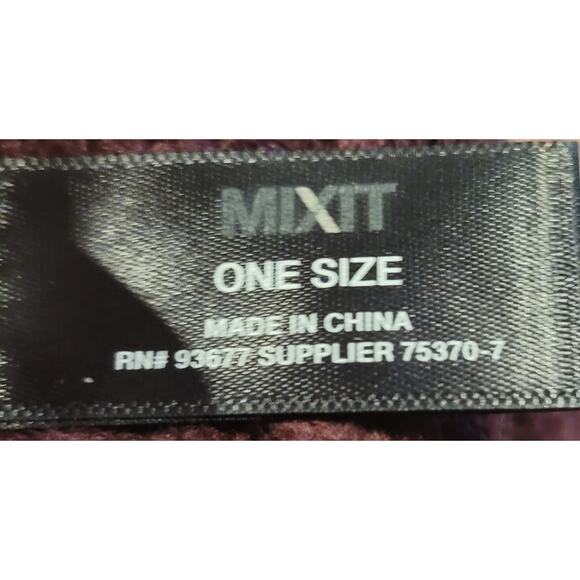 MIXIT
ONE SIZE
MADE IN CHINA
RN# 93677 SUPPLIER 75370-7